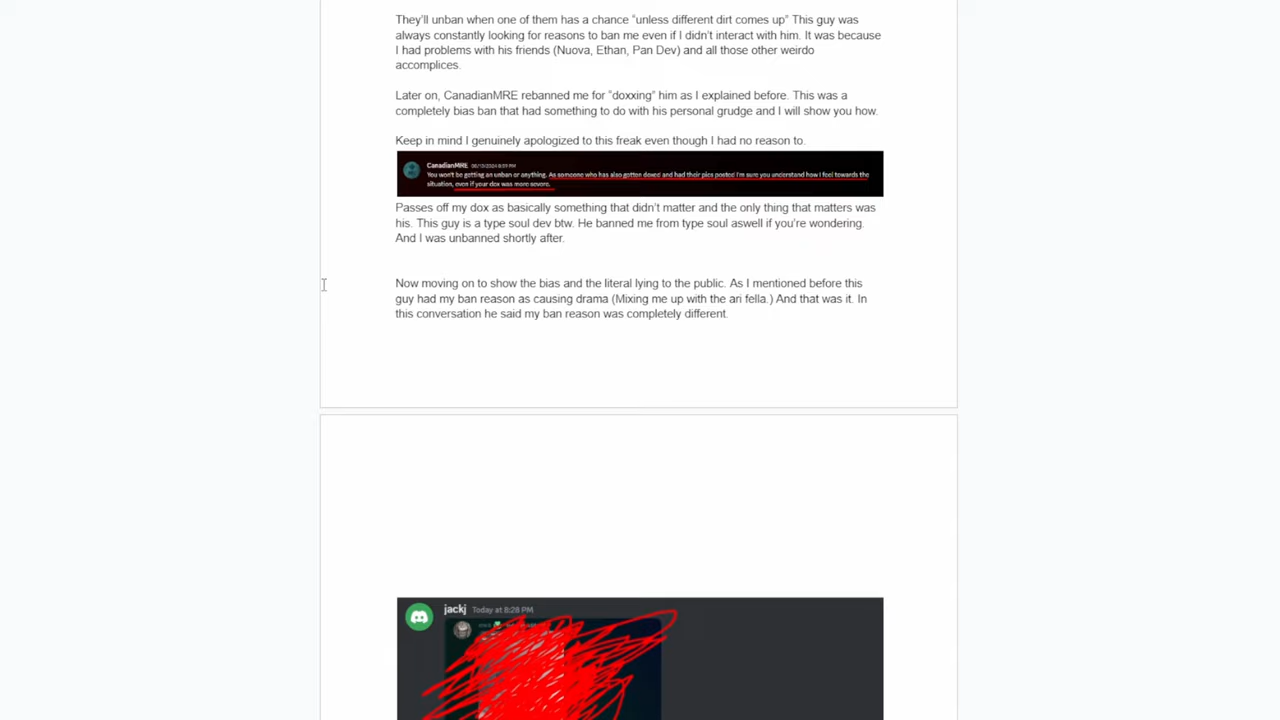 They'll unban when one of them has a chance “unless different dirt comes up” This guy was
always constantly looking for reasons to ban me even if I didn't interact with him. It was because
I had problems with his friends (Nuova, Ethan, Pan Dev) and all those other weirdo
accomplices.
Later on, CanadianMRE rebanned me for “doxxing” him as I explained before. This was a
completely bias ban that had something to do with his personal grudge and I will show you how.
Keep in mind I genuinely apologized to this freak even though I had no reason to.
CanadianMRE
You won't be getting an unban or anything. As someone who has also gotten doxed and had their pics posted I'm sure you understand how I feel towards the
situation, even if your dox was more severe.
Passes off my dox as basically something that didn't matter and the only thing that matters was
his. This guy is a type soul dev btw. He banned me from type soul aswell if you're wondering.
And I was unbanned shortly after.
Now moving on to show the bias and the literal lying to the public. As I mentioned before this
guy had my ban reason as causing drama (Mixing me up with the ari fella.) And that was it. In
this conversation he said my ban reason was completely different.
jackj Today at 8:28 PM